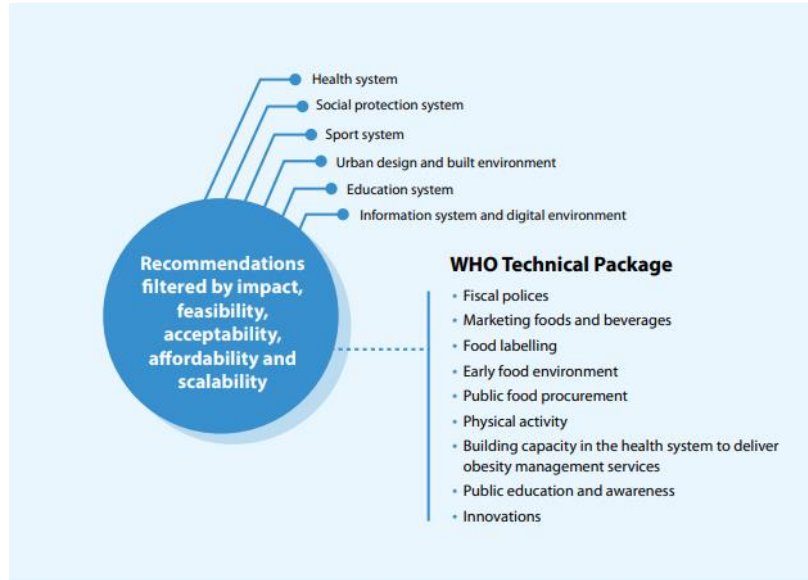 Health system
Social protection system
Sport system
Urban design and built environment
Education system
Information system and digital environment
Recommendations
filtered by impact,
feasibility,
acceptability,
affordability and
scalability
WHO Technical Package
• Fiscal polices
• Marketing foods and beverages
• Food labelling
• Early food environment
• Public food procurement
• Physical activity
• Building capacity in the health system to deliver
obesity management services
• Public education and awareness
• Innovations